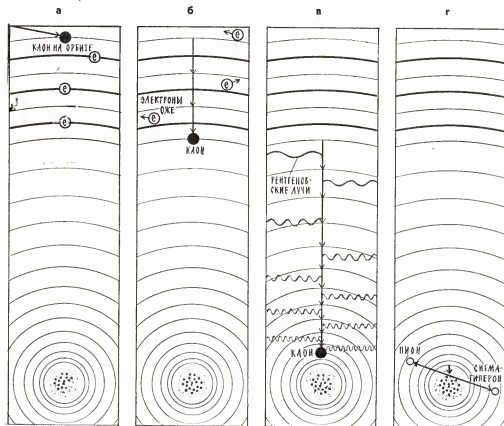 а
б
в
г
КАОН НА ОРБИТЕ
e
e
e
e
e
e
ЭЛЕКТРОНЫ
ОЖЕ
КАОН
РЕНТГЕНОВ-
СКИЕ ЛУЧИ
КАОН
ПИОН
СИГМА-
ГИПЕРОН